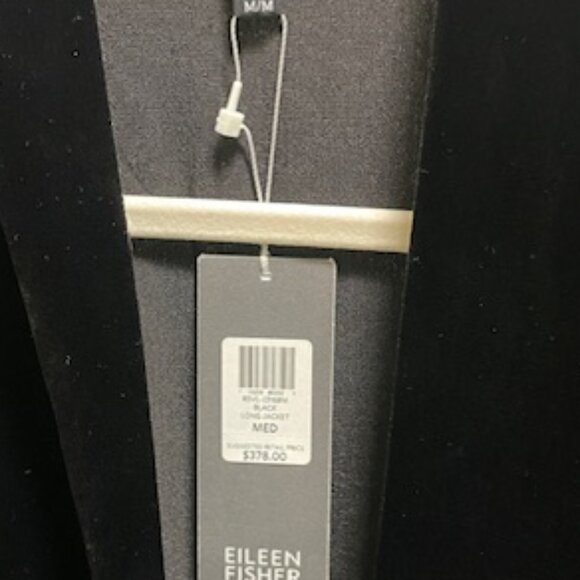 M/M
BLACK
LONG JACKET
MED
SUGGESTED RETAIL PRICE
$378.00
EILEEN
FISHER